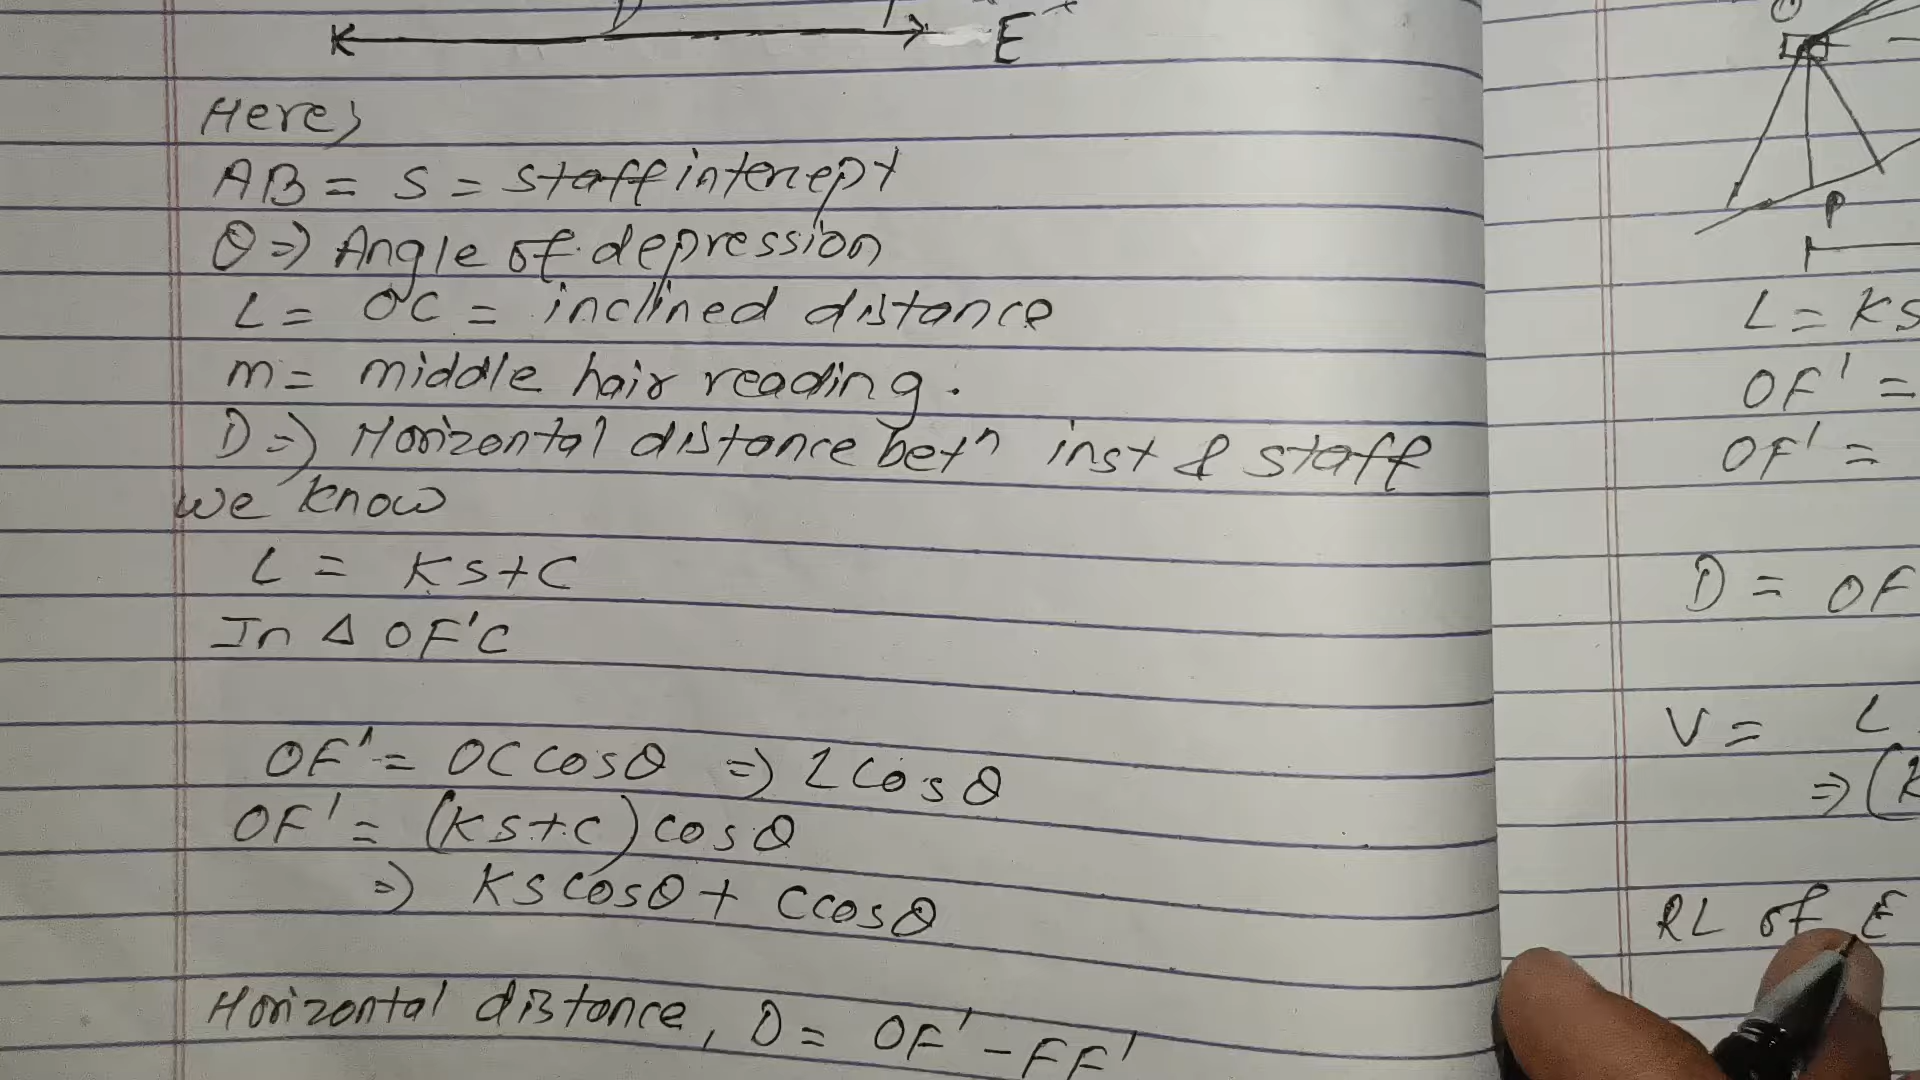 K E
Here,
AB = S = staff intercept
θ => Angle of depression
L = OC = inclined distance
m = middle hair reading.
D => Horizontal distance betn inst & staff
we know
L = KS+C
In Δ OF'C
OF' = OC cosθ => L cosθ
OF' = (KS+C) cosθ
=> KS cosθ + C cosθ
Horizontal distance, D = OF' - FF'
O
P
L = KS
OF' =
OF' =
D = OF
V = L
=> (K
RL of E